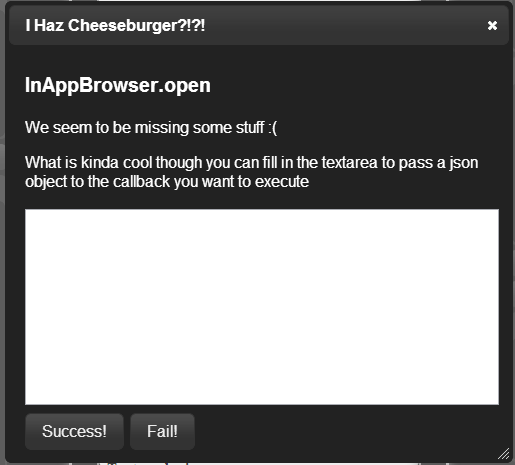 I Haz Cheeseburger?!?!
InAppBrowser.open
We seem to be missing some stuff :(
What is kinda cool though you can fill in the textarea to pass a json
object to the callback you want to execute
Success!
Fail!